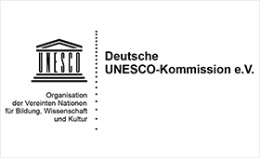 UNESCO
Organisation
der Vereinten Nationen
für Bildung, Wissenschaft
und Kultur
Deutsche
UNESCO-Kommission e.V.